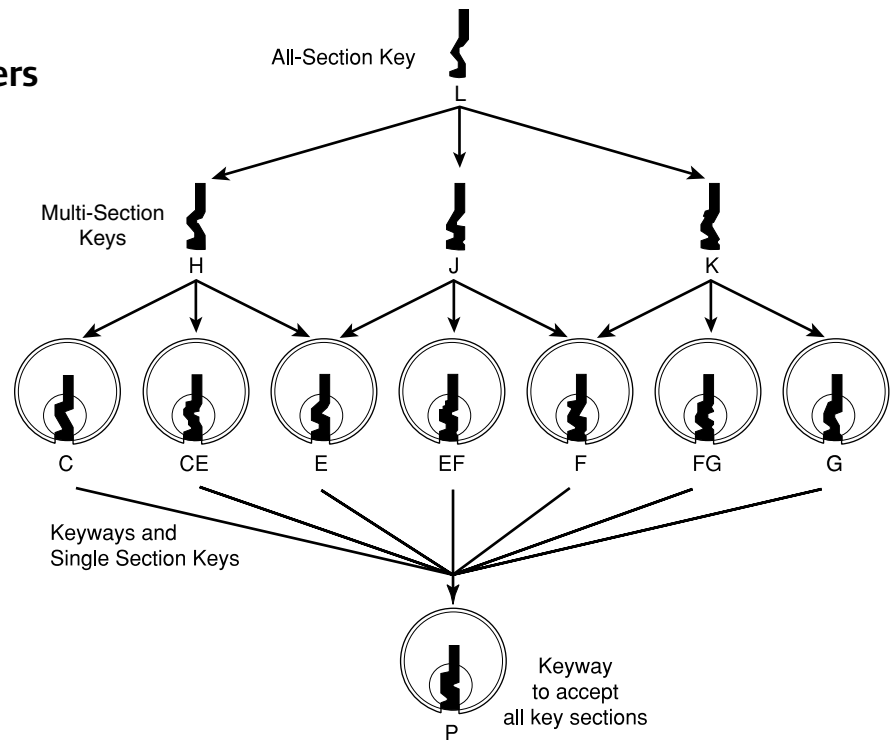 ers
All-Section Key
L
Multi-Section
Keys
H
J
K
C
CE
E
EF
F
FG
G
Keyways and
Single Section Keys
Keyway
to accept
all key sections
P